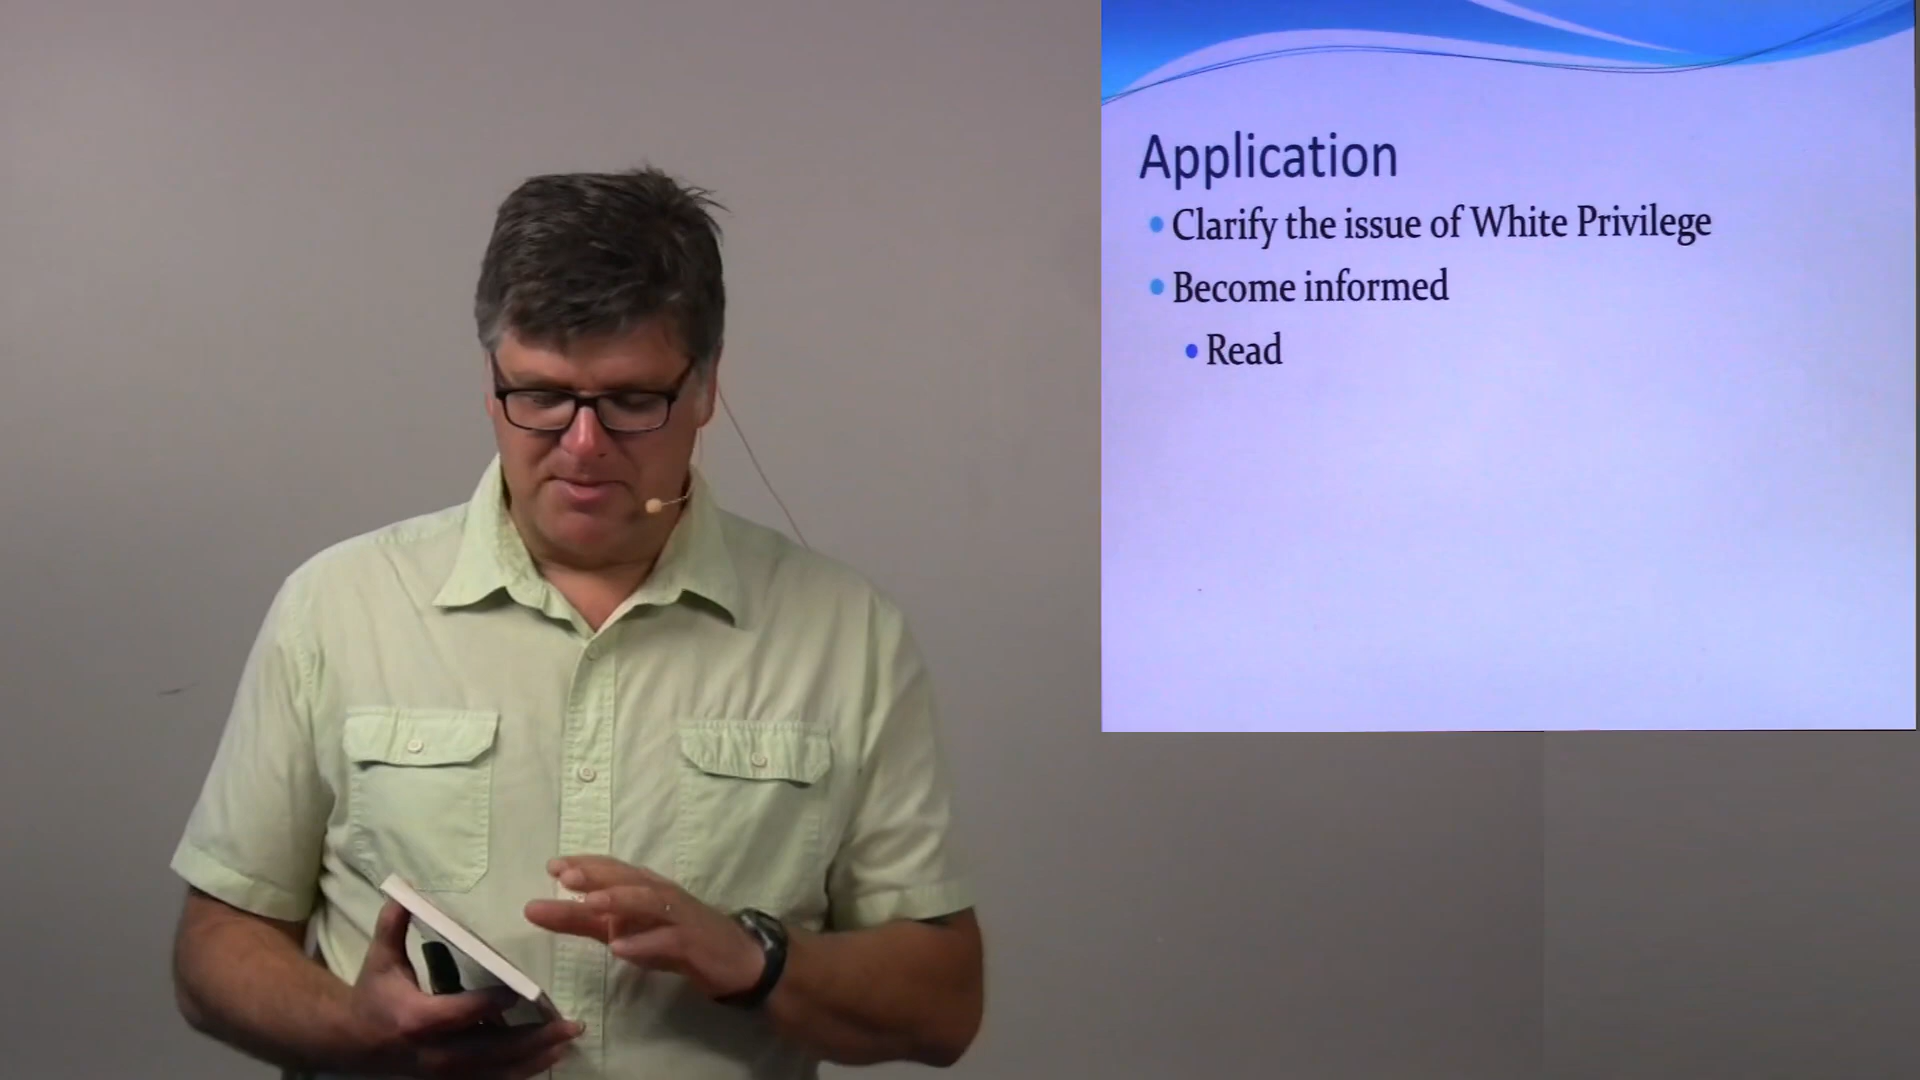 Application
Clarify the issue of White Privilege
Become informed
Read